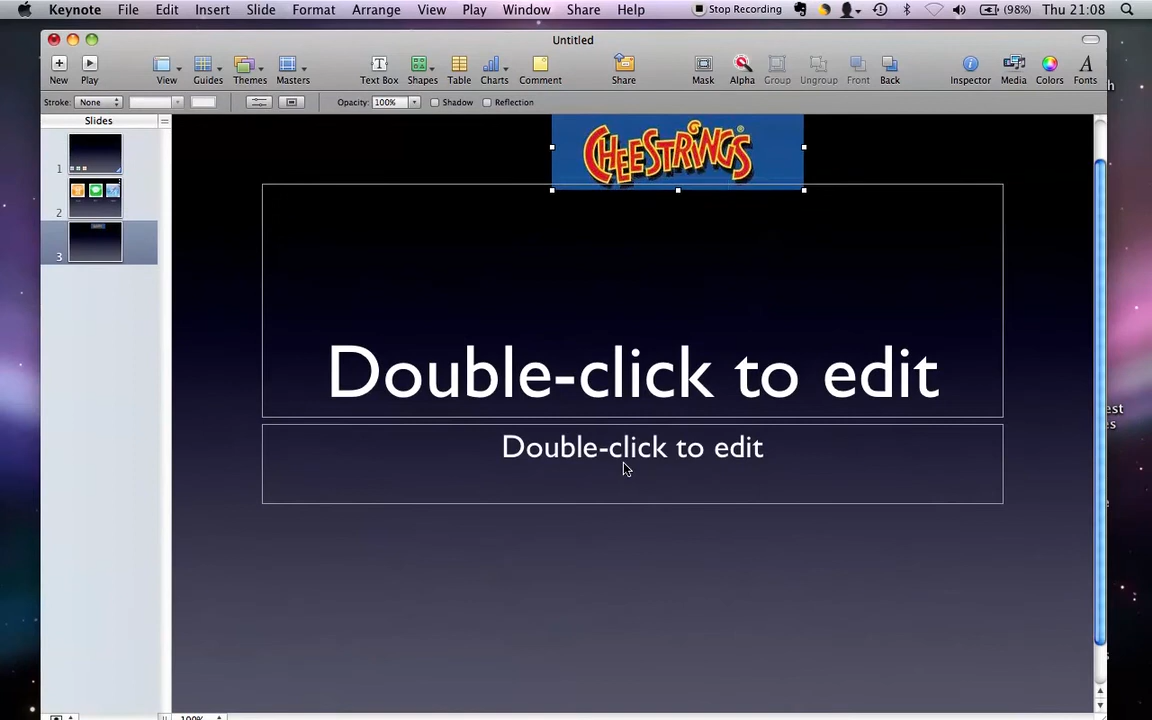 Keynote File Edit Insert Slide Format Arrange View Play Window Share Help Stop Recording (98%) Thu 21:08
Untitled
New Play View Guides Themes Masters Text Box Shapes Table Charts Comment Share Mask Alpha Group Ungroup Front Back Inspector Media Colors Fonts
Stroke: None Opacity: 100% Shadow Reflection
Slides
CHEESTRINGS®
1
2
3
Double-click to edit
Double-click to edit
100%